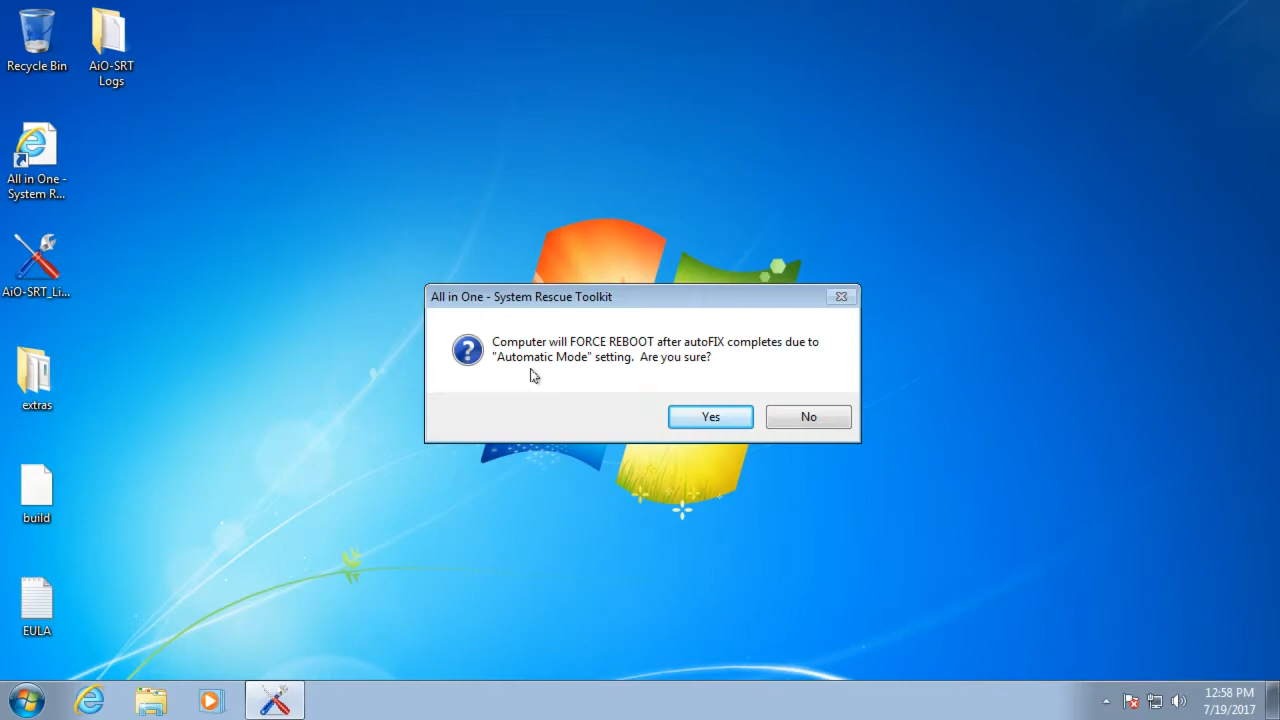 Recycle Bin
AiO-SRT
Logs
All in One -
System R...
AiO-SRT_Li...
extras
build
EULA
All in One - System Rescue Toolkit
Computer will FORCE REBOOT after autoFIX completes due to
"Automatic Mode" setting.  Are you sure?
Yes
No
12:58 PM
7/19/2017